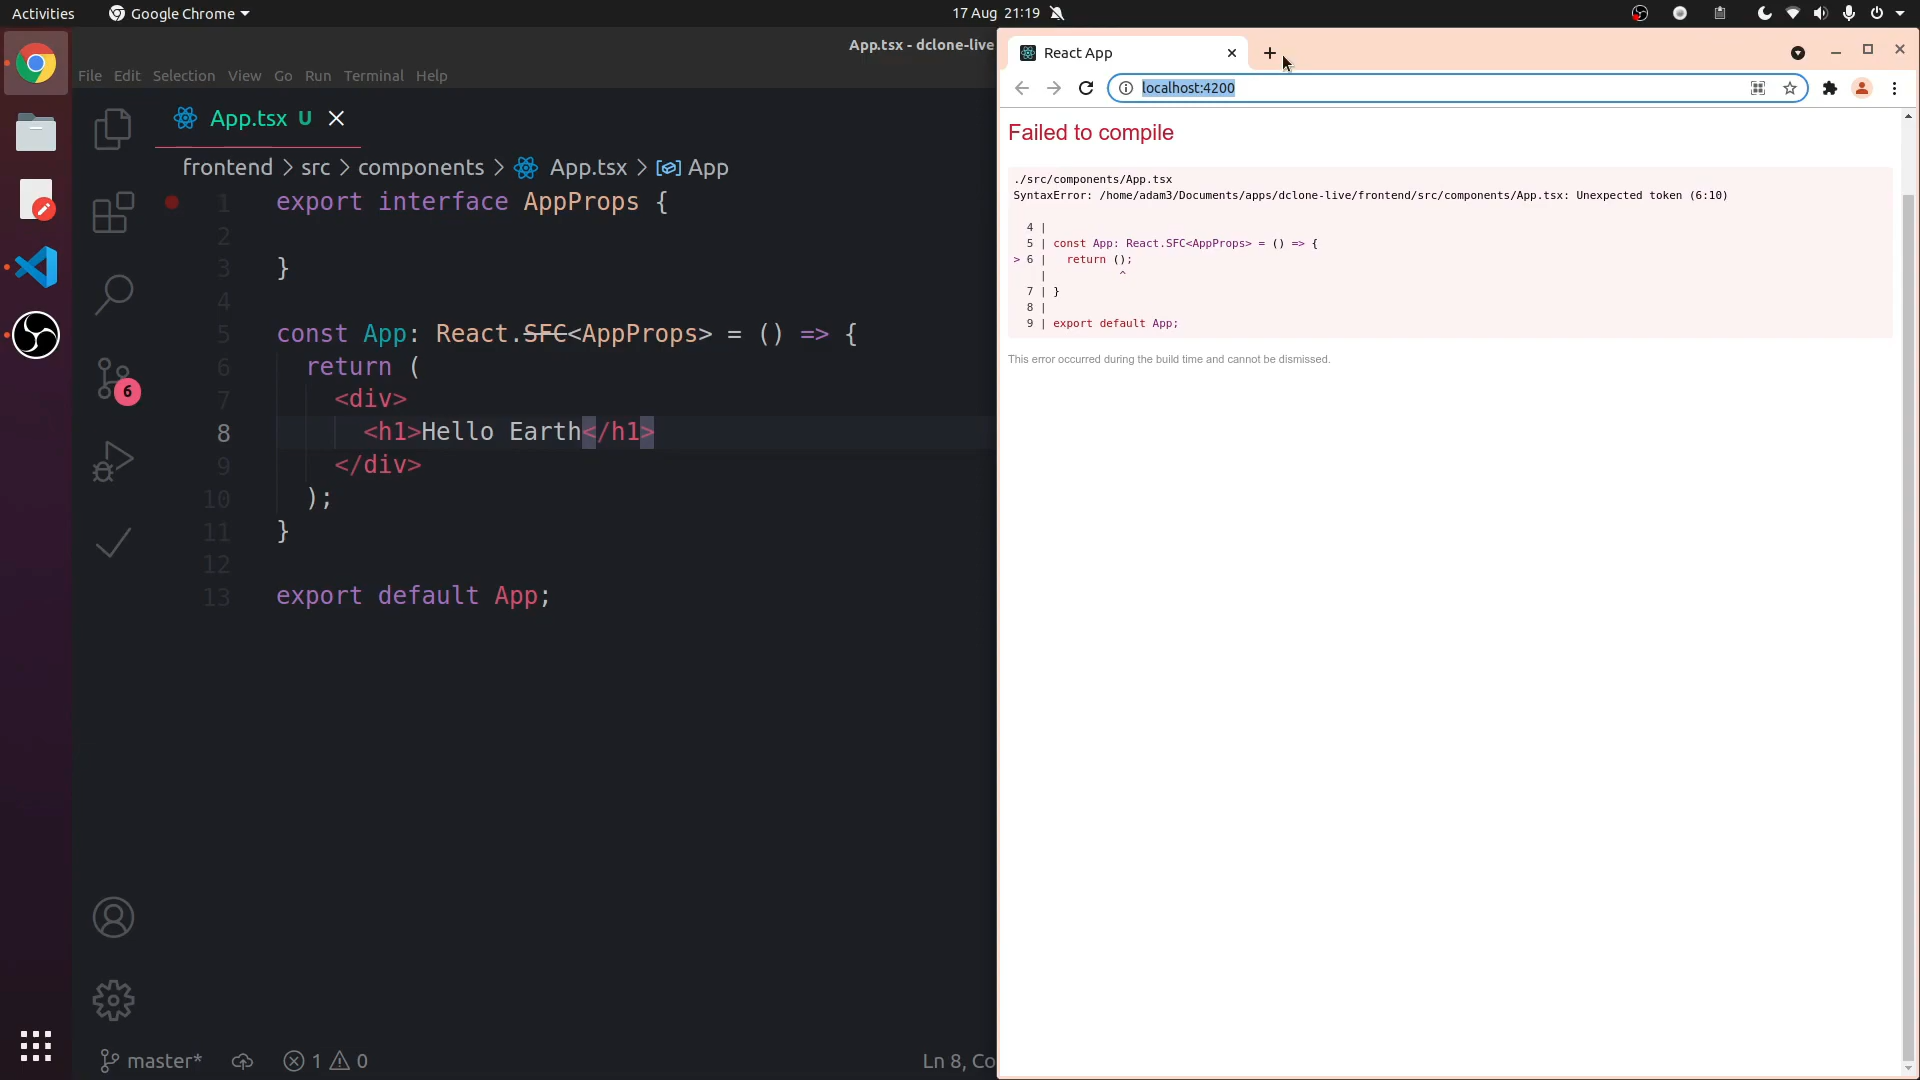 Activities
Google Chrome
17 Aug 21:19
App.tsx - dclone-live
File Edit Selection View Go Run Terminal Help
App.tsx U
frontend > src > components > App.tsx > App
1 export interface AppProps {
2
3 }
4
5 const App: React.SFC<AppProps> = () => {
6 return (
7 <div>
8 <h1>Hello Earth</h1>
9 </div>
10 );
11 }
12
13 export default App;
6
master* 1 0
Ln 8, Co
React App
localhost:4200
Failed to compile
./src/components/App.tsx
SyntaxError: /home/adam3/Documents/apps/dclone-live/frontend/src/components/App.tsx: Unexpected token (6:10)
4 |
5 | const App: React.SFC<AppProps> = () => {
> 6 | return ();
| ^
7 | }
8 |
9 | export default App;
This error occurred during the build time and cannot be dismissed.